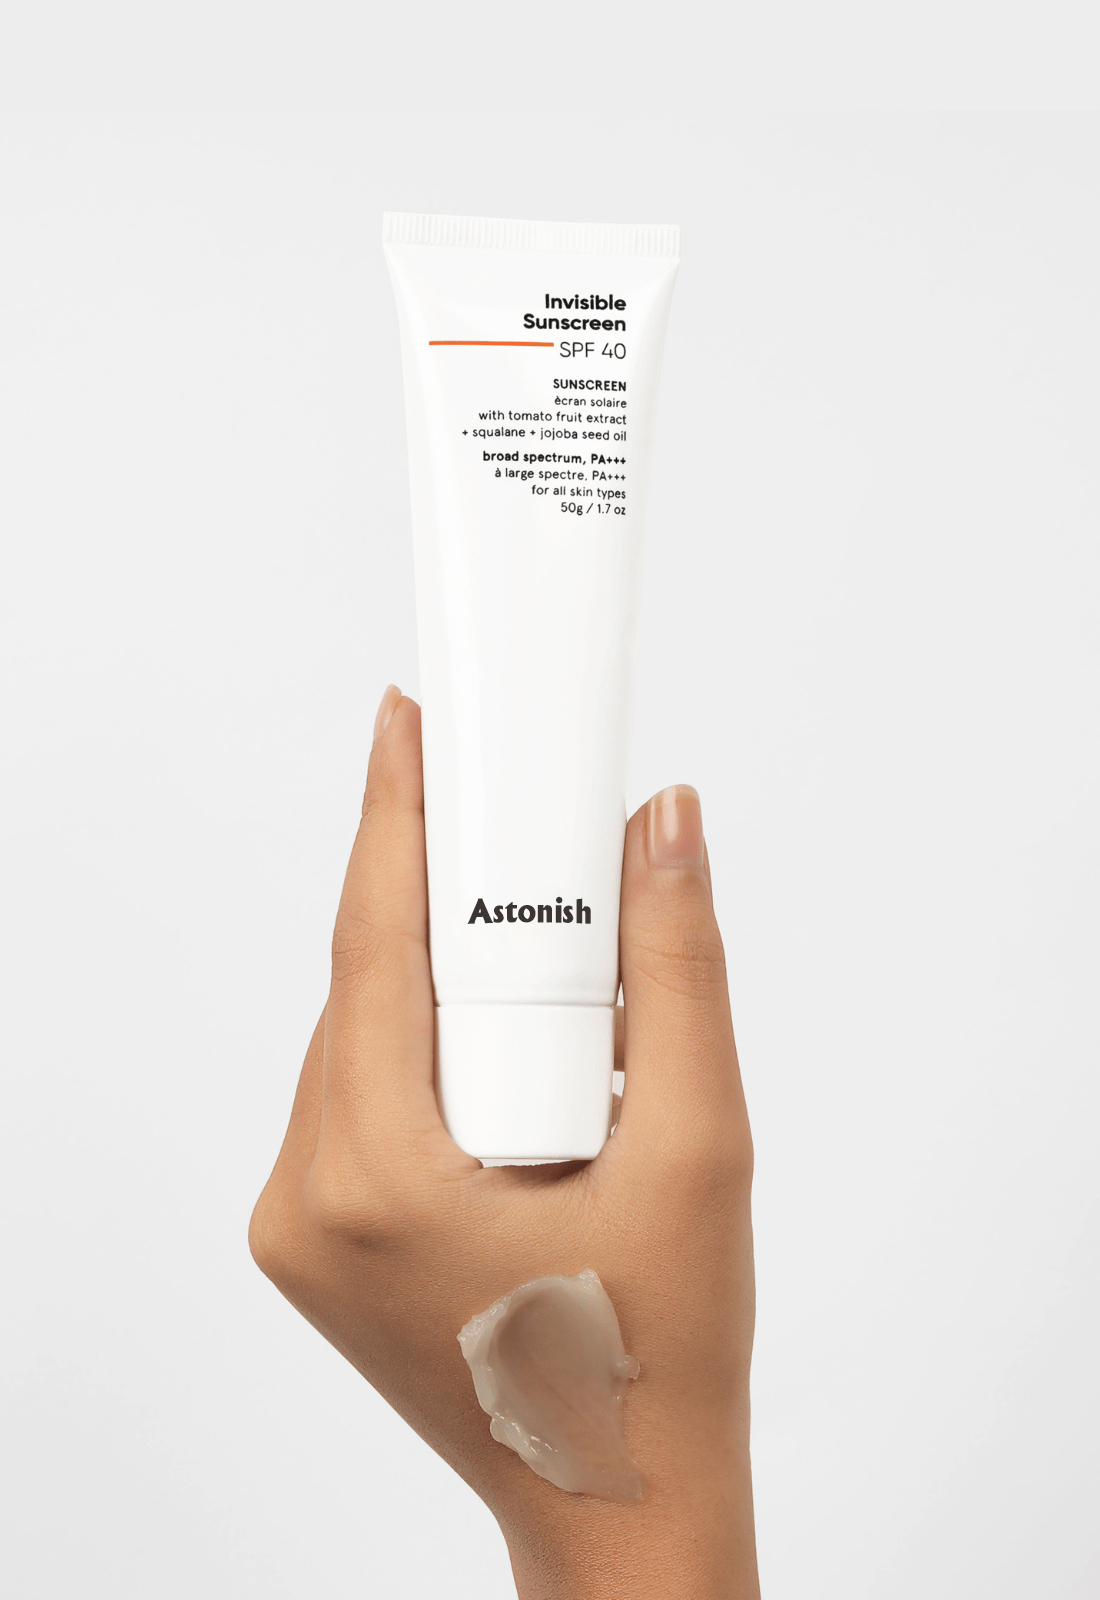 Invisible
Sunscreen
SPF 40
SUNSCREEN
ècran solaire
with tomato fruit extract
+ squalane + jojoba seed oil
broad spectrum, PA+++
à large spectre, PA+++
for all skin types
50g / 1.7 oz
Astonish